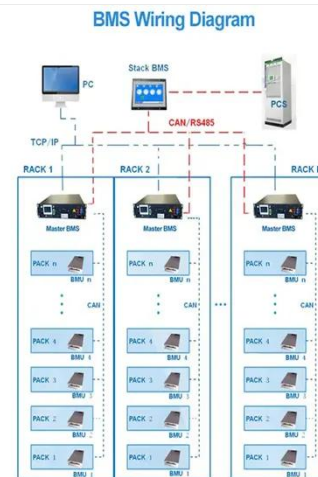 BMS Wiring Diagram
Stack BMS
PC
PCS
CAN/RS485
TCP/IP
RACK 1
RACK 2
RACK
Master BMS
Master BMS
Master BMS
PACK n
BMU n
PACK n
BMU n
PACK n
BMU n
CAN
CAN
CAN
PACK 4
BMU 4
PACK 4
BMU 4
PACK 4
BMU 4
PACK 3
BMU 3
PACK 3
BMU 3
PACK 3
BMU 3
PACK 2
BMU 2
PACK 2
BMU 2
PACK 2
BMU 2
PACK 1
BMU 1
PACK 1
BMU 1
PACK 1
BMU 1